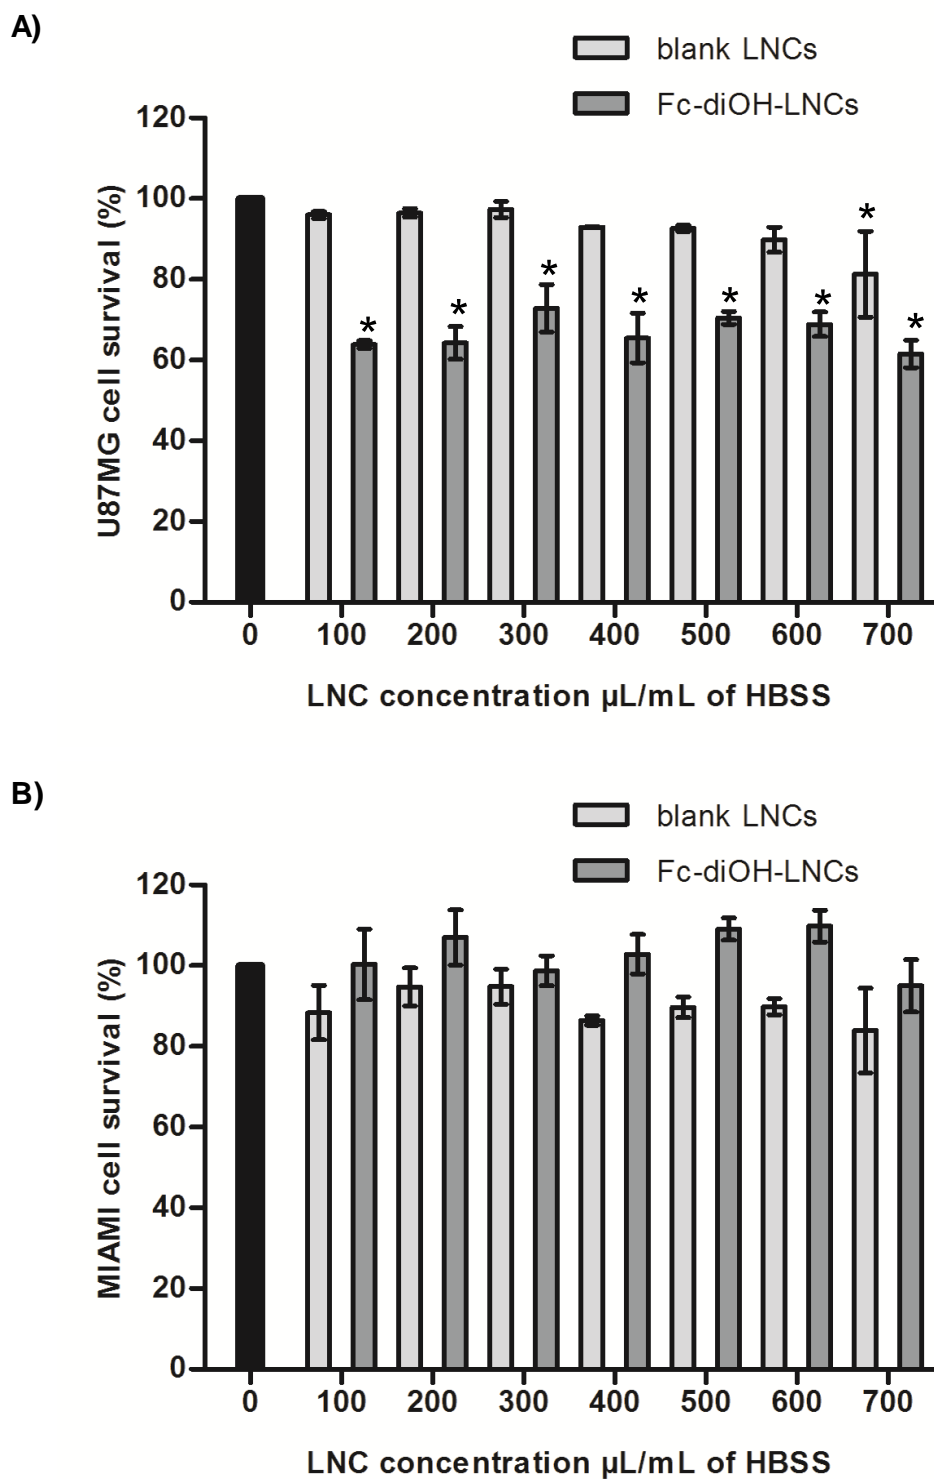 A)
blank LNCs
Fc-diOH-LNCs
120
100
80
60
40
20
0
U87MG cell survival (%)
* * * * * * * *
0 100 200 300 400 500 600 700
LNC concentration µL/mL of HBSS
B)
blank LNCs
Fc-diOH-LNCs
120
100
80
60
40
20
0
MIAMI cell survival (%)
0 100 200 300 400 500 600 700
LNC concentration µL/mL of HBSS